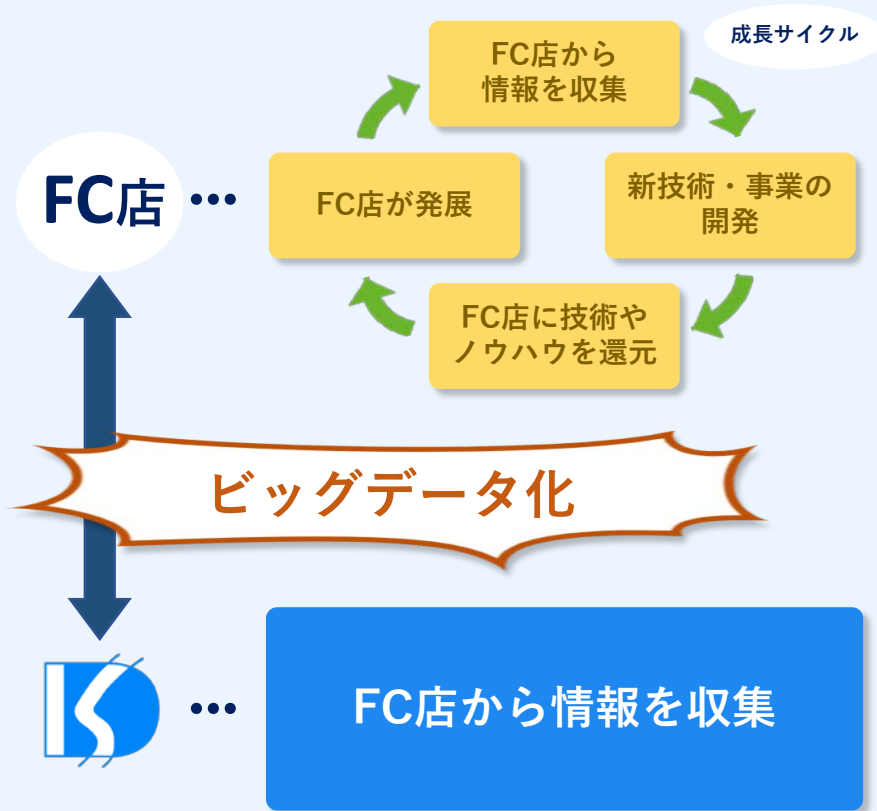 成長サイクル
FC店から
情報を収集
FC店 •••
FC店が発展
新技術・事業の
開発
FC店に技術や
ノウハウを還元
ビッグデータ化
•••
FC店から情報を収集